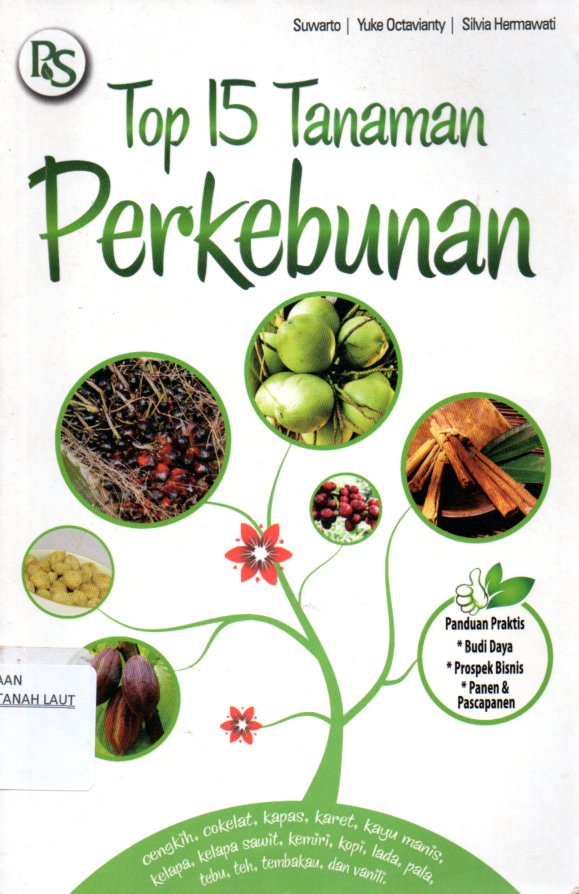 Suwarto | Yuke Octavianty | Silvia Hermawati
PS
Top 15 Tanaman
Perkebunan
Panduan Praktis
* Budi Daya
* Prospek Bisnis
* Panen &
Pascapanen
AAN
TANAH LAUT
cengkih, cokelat, kapas, karet, kayu manis,
kelapa, kelapa sawit, kemiri, kopi, lada, pala,
tebu, teh, tembakau, dan vanili.